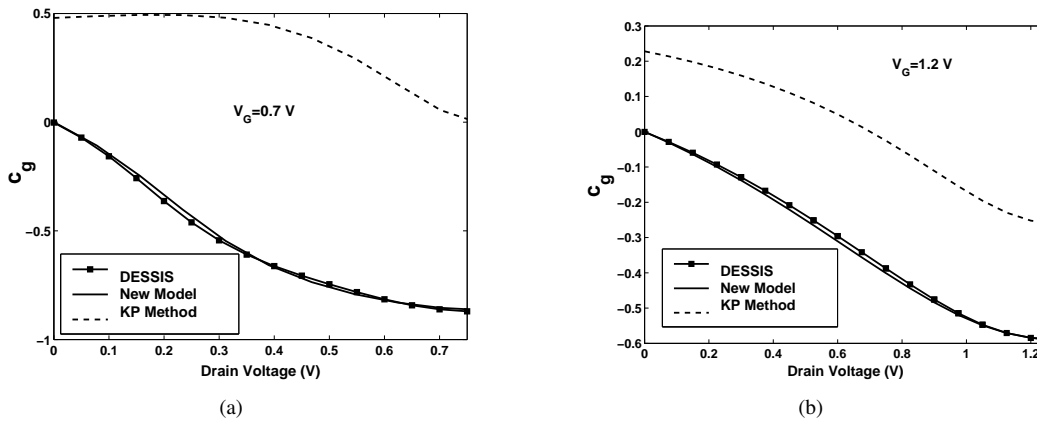 0.5
0
−0.5
−1
c_g
V_G=0.7 V
DESSIS
New Model
KP Method
0 0.1 0.2 0.3 0.4 0.5 0.6 0.7
Drain Voltage (V)
(a)
0.3
0.2
0.1
0
−0.1
−0.2
−0.3
−0.4
−0.5
−0.6
c_g
V_G=1.2 V
DESSIS
New Model
KP Method
0 0.2 0.4 0.6 0.8 1 1.2
Drain Voltage (V)
(b)